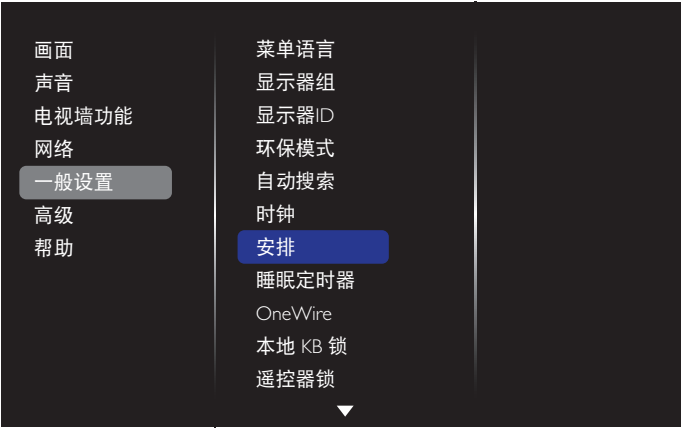 画面
声音
电视墙功能
网络
一般设置
高级
帮助
菜单语言
显示器组
显示器ID
环保模式
自动搜索
时钟
安排
睡眠定时器
OneWire
本地 KB 锁
遥控器锁